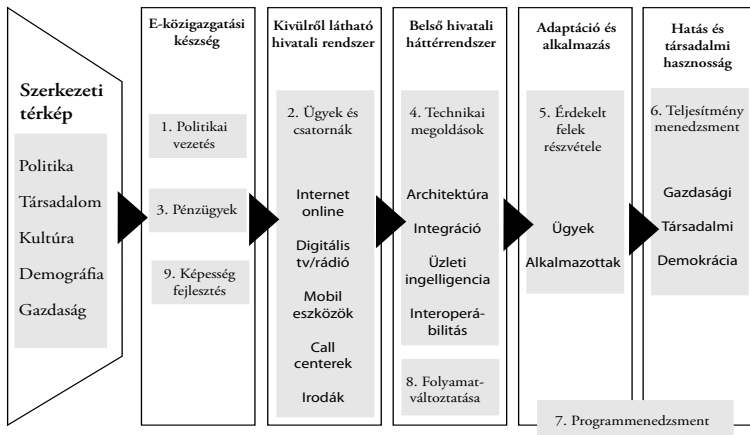 Szerkezeti
térkép
Politika
Társadalom
Kultúra
Demográfia
Gazdaság
E-közigazgatási
készség
1. Politikai
vezetés
3. Pénzügyek
9. Képesség
fejlesztés
Kivülről látható
hivatali rendszer
2. Ügyek és
csatornák
Internet
online
Digitális
tv/rádió
Mobil
eszközök
Call
centerek
Irodák
Belső hivatali
háttérrendszer
4. Technikai
megoldások
Architektúra
Integráció
Üzleti
ingelligencia
Interoperá-
bilitás
8. Folyamat-
változtatása
Adaptáció és
alkalmazás
5. Érdekelt
felek
részvétele
Ügyek
Alkalmazottak
Hatás és
társadalmi
hasznosság
6. Teljesítmény
menedzsment
Gazdasági
Társadalmi
Demokrácia
7. Programmenedzsment